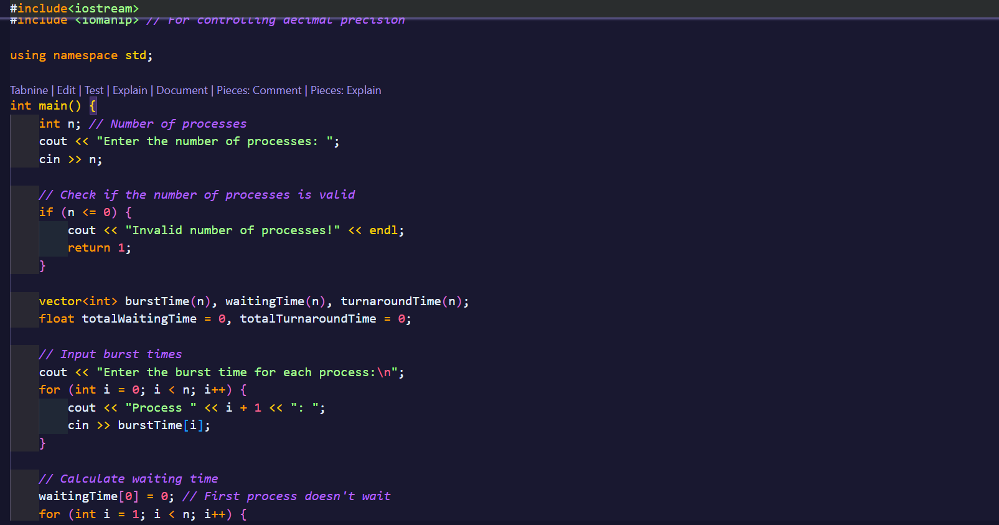 #include<iostream>
#include <iomanip> // For controlling decimal precision
using namespace std;
Tabnine | Edit | Test | Explain | Document | Pieces: Comment | Pieces: Explain
int main() {
    int n; // Number of processes
    cout << "Enter the number of processes: ";
    cin >> n;
    // Check if the number of processes is valid
    if (n <= 0) {
        cout << "Invalid number of processes!" << endl;
        return 1;
    }
    vector<int> burstTime(n), waitingTime(n), turnaroundTime(n);
    float totalWaitingTime = 0, totalTurnaroundTime = 0;
    // Input burst times
    cout << "Enter the burst time for each process:\n";
    for (int i = 0; i < n; i++) {
        cout << "Process " << i + 1 << ": ";
        cin >> burstTime[i];
    }
    // Calculate waiting time
    waitingTime[0] = 0; // First process doesn't wait
    for (int i = 1; i < n; i++) {